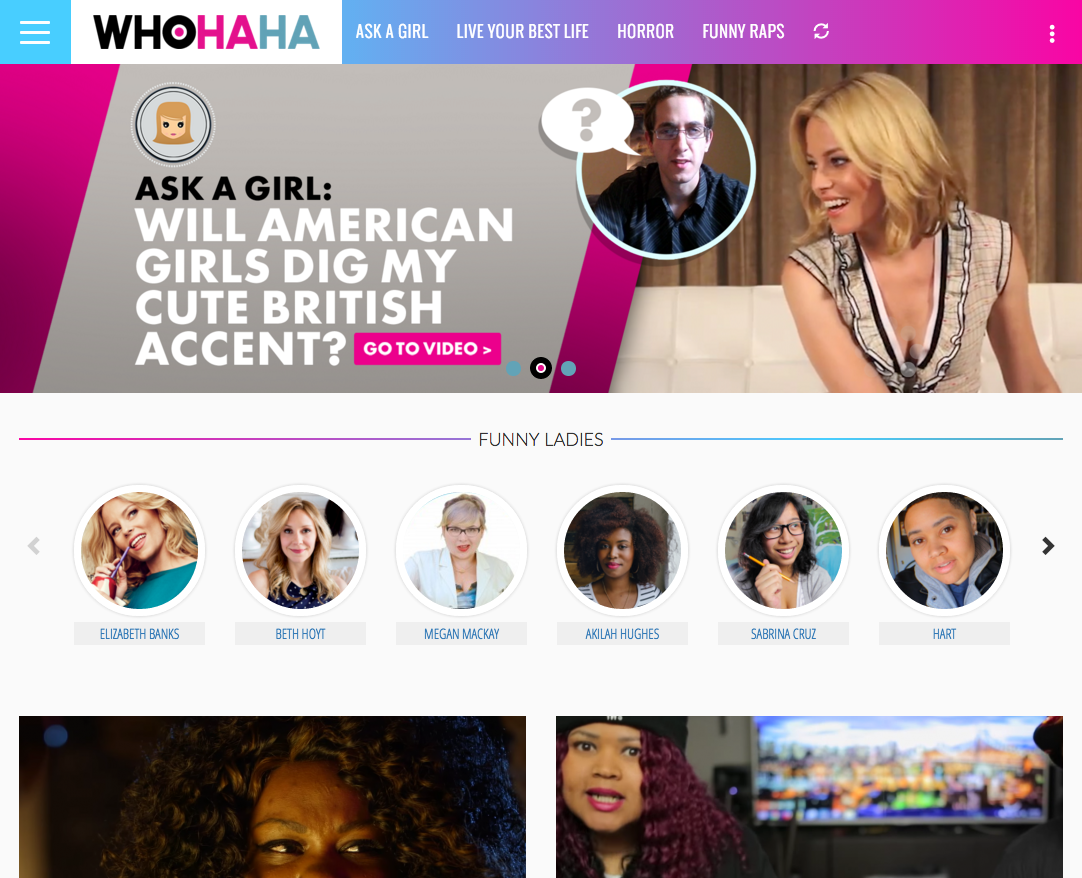 WHOHAHA
ASK A GIRL LIVE YOUR BEST LIFE HORROR FUNNY RAPS
?
ASK A GIRL:
WILL AMERICAN
GIRLS DIG MY
CUTE BRITISH
ACCENT? GO TO VIDEO >
FUNNY LADIES
ELIZABETH BANKS BETH HOYT MEGAN MACKAY AKILAH HUGHES SABRINA CRUZ HART